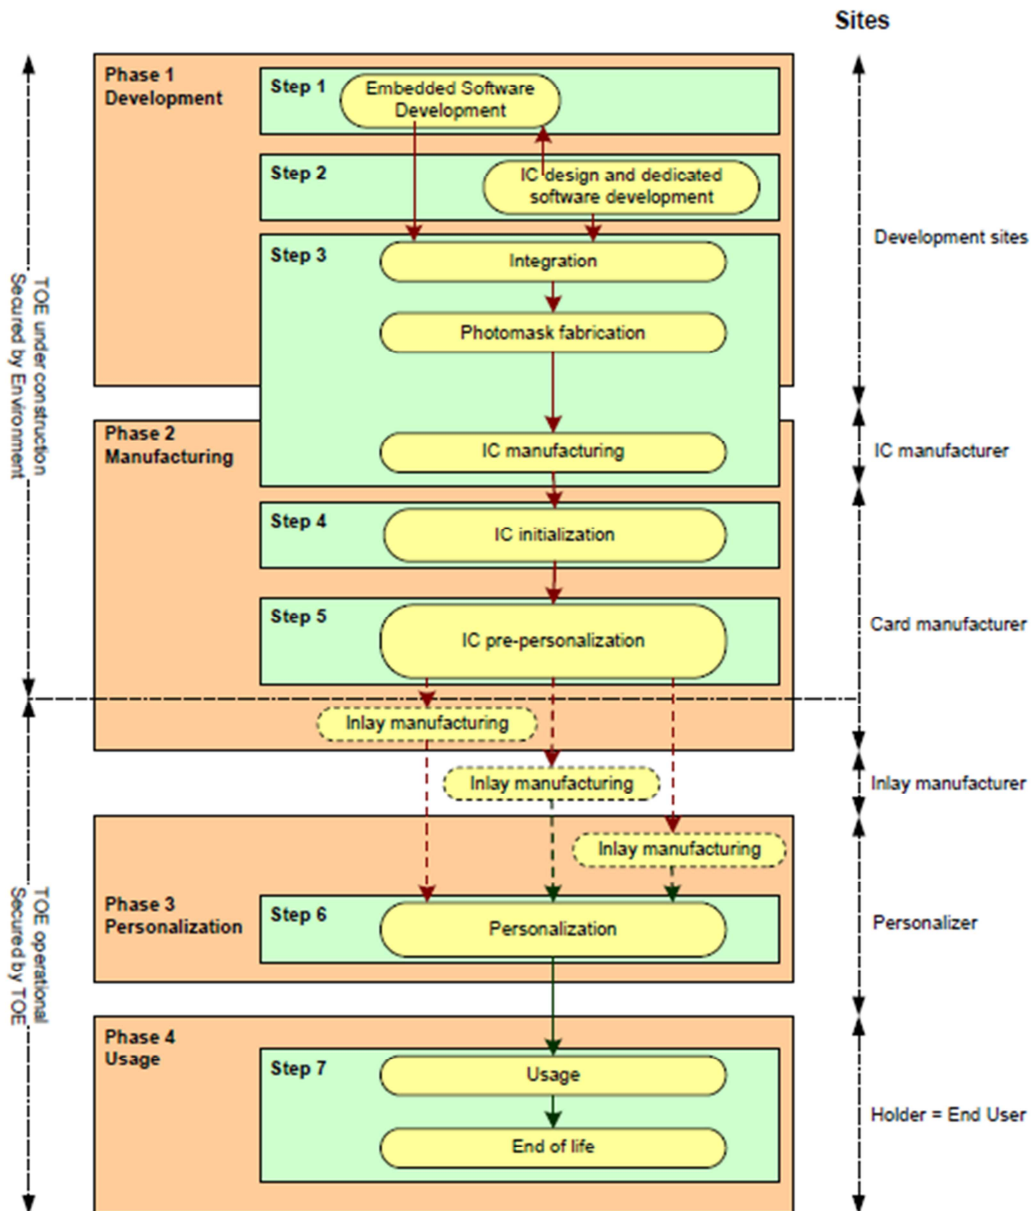 Sites
Phase 1
Development
Step 1
Embedded Software
Development
Step 2
IC design and dedicated
software development
Development sites
Step 3
Integration
TOE under construction
Secured by Environment
Photomask fabrication
Phase 2
Manufacturing
IC manufacturing
IC manufacturer
Step 4
IC initialization
Step 5
IC pre-personalization
Card manufacturer
Inlay manufacturing
Inlay manufacturing
Inlay manufacturer
Inlay manufacturing
Phase 3
Personalization
Step 6
Personalization
Personalizer
TOE operational
Secured by TOE
Phase 4
Usage
Step 7
Usage
Holder = End User
End of life